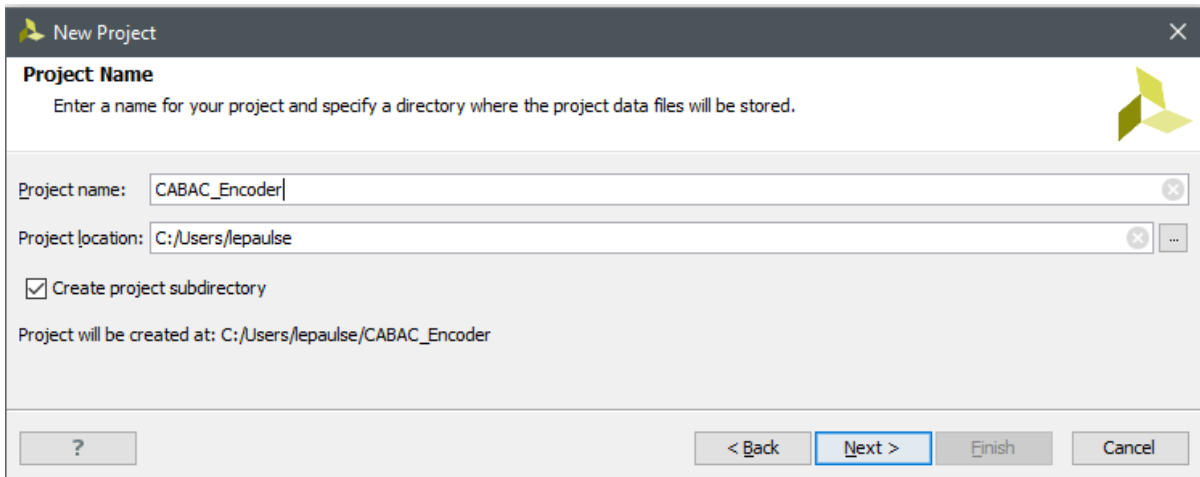 New Project
Project Name
Enter a name for your project and specify a directory where the project data files will be stored.
Project name: CABAC_Encoder
Project location: C:/Users/lepaulse ...
Create project subdirectory
Project will be created at: C:/Users/lepaulse/CABAC_Encoder
? < Back Next > Finish Cancel